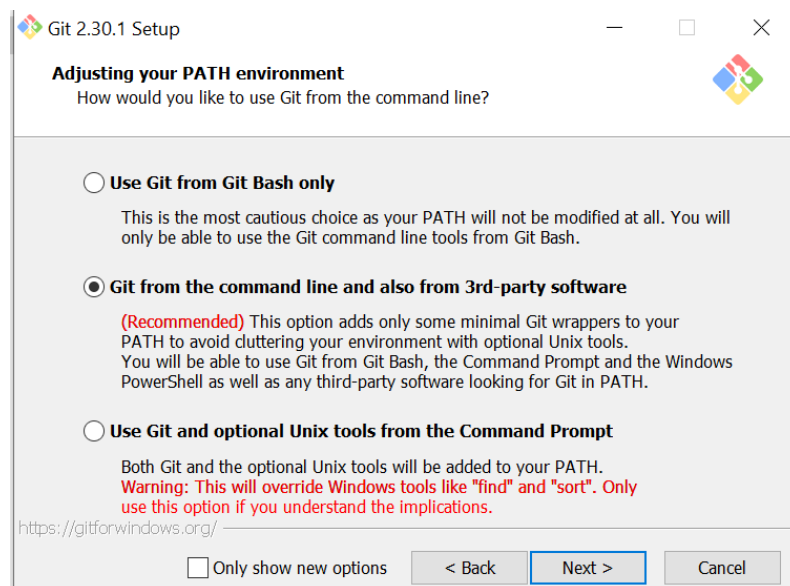 Git 2.30.1 Setup
Adjusting your PATH environment
How would you like to use Git from the command line?
Use Git from Git Bash only
This is the most cautious choice as your PATH will not be modified at all. You will
only be able to use the Git command line tools from Git Bash.
Git from the command line and also from 3rd-party software
(Recommended) This option adds only some minimal Git wrappers to your
PATH to avoid cluttering your environment with optional Unix tools.
You will be able to use Git from Git Bash, the Command Prompt and the Windows
PowerShell as well as any third-party software looking for Git in PATH.
Use Git and optional Unix tools from the Command Prompt
Both Git and the optional Unix tools will be added to your PATH.
Warning: This will override Windows tools like "find" and "sort". Only
use this option if you understand the implications.
https://gitforwindows.org/
Only show new options
< Back
Next >
Cancel